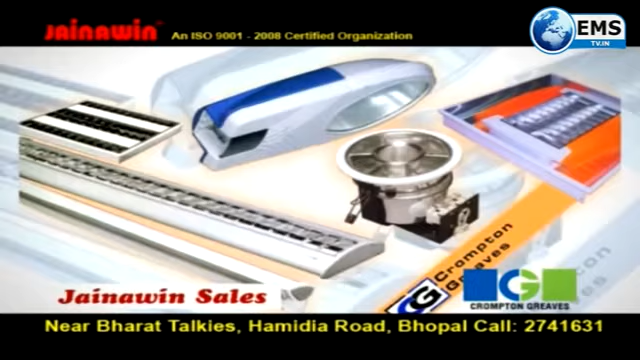 JAINAWIN® An ISO 9001 - 2008 Certified Organization
EMS
TV.IN
Crompton
Greaves
CG
Jainawin Sales
CROMPTON GREAVES
Near Bharat Talkies, Hamidia Road, Bhopal Call: 2741631